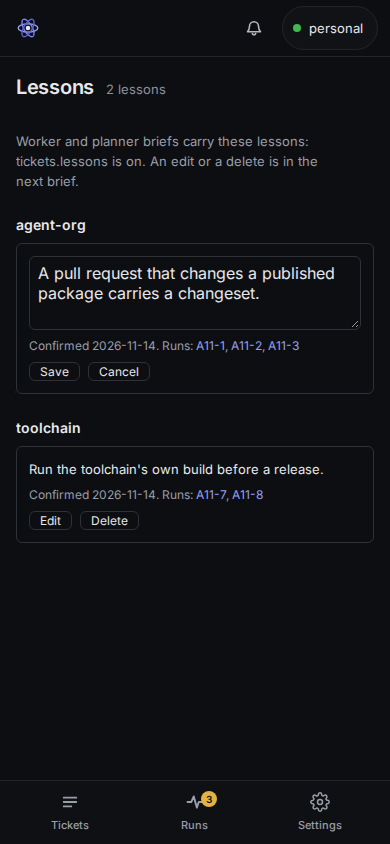 personal
Lessons 2 lessons
Worker and planner briefs carry these lessons:
tickets.lessons is on. An edit or a delete is in the
next brief.
agent-org
A pull request that changes a published
package carries a changeset.
Confirmed 2026-11-14. Runs: A11-1, A11-2, A11-3
Save Cancel
toolchain
Run the toolchain's own build before a release.
Confirmed 2026-11-14. Runs: A11-7, A11-8
Edit Delete
3
Tickets Runs Settings